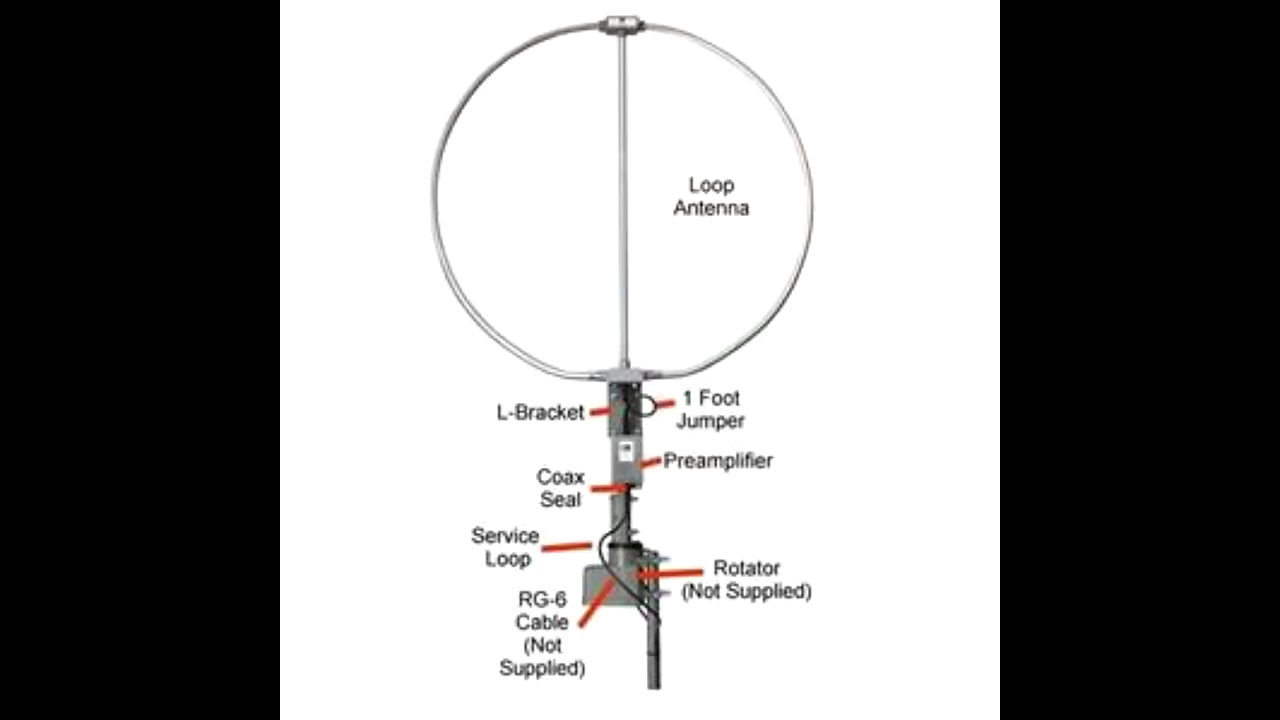 Loop
Antenna
L-Bracket
1 Foot
Jumper
Preamplifier
Coax
Seal
Service
Loop
Rotator
(Not Supplied)
RG-6
Cable
(Not
Supplied)